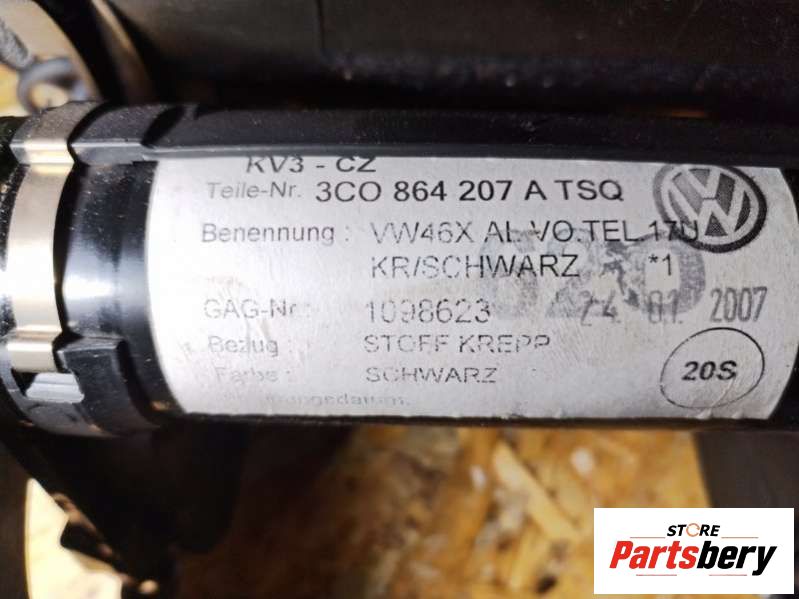 KV3 - CZ
Teile-Nr. 3C0 864 207 A TSQ
Benennung : VW46X AL VO.TEL.17U
KR/SCHWARZ *1
GAG-Nr.: 1098623 24. 01. 2007
Bezug : STOFF KREPP
Farbe : SCHWARZ
20S
STORE
Partsbery